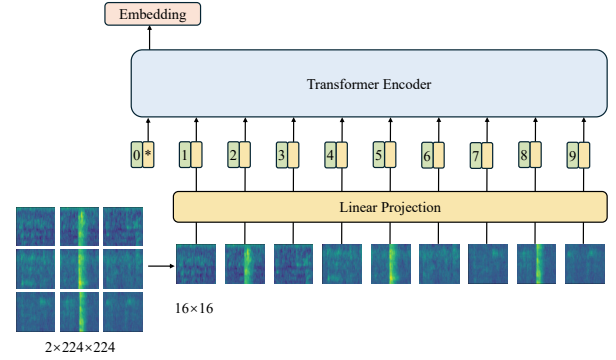 Embedding
Transformer Encoder
0 * 1 2 3 4 5 6 7 8 9
Linear Projection
16×16
2×224×224